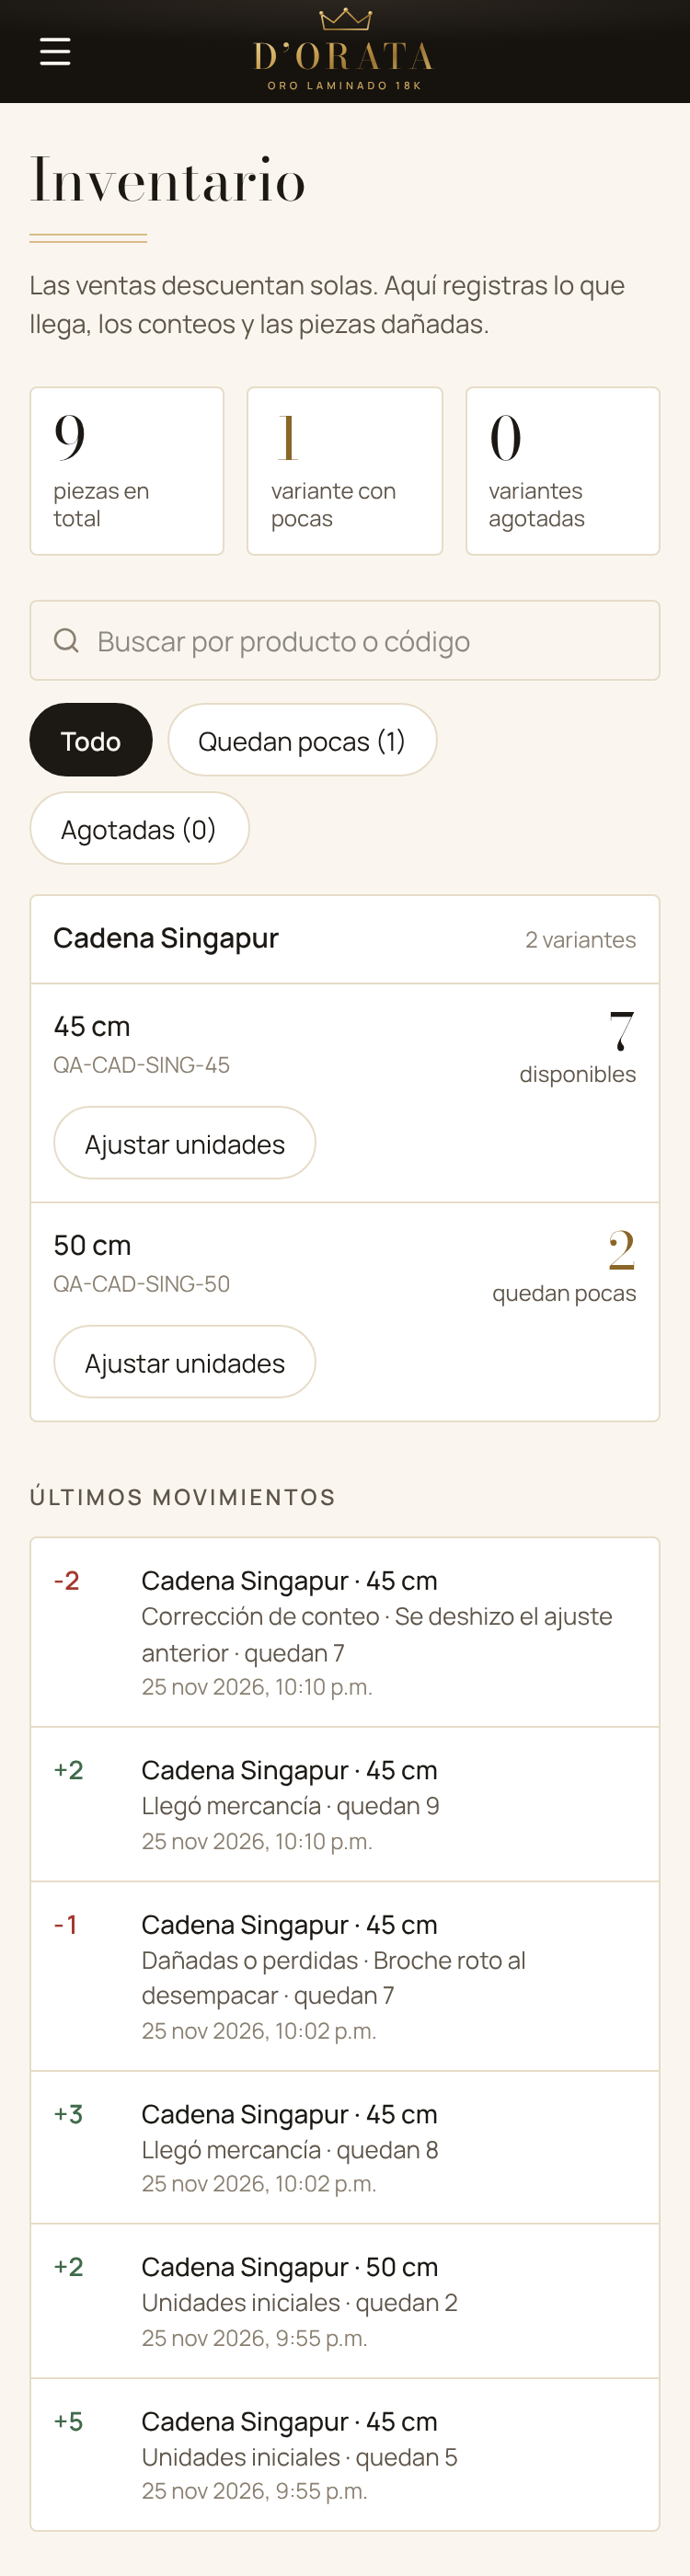 D'ORATA
ORO LAMINADO 18K
Inventario
Las ventas descuentan solas. Aquí registras lo que
llega, los conteos y las piezas dañadas.
9
piezas en
total
1
variante con
pocas
0
variantes
agotadas
Buscar por producto o código
Todo
Quedan pocas (1)
Agotadas (0)
Cadena Singapur
2 variantes
45 cm
QA-CAD-SING-45
7
disponibles
Ajustar unidades
50 cm
QA-CAD-SING-50
2
quedan pocas
Ajustar unidades
ÚLTIMOS MOVIMIENTOS
-2
Cadena Singapur · 45 cm
Corrección de conteo · Se deshizo el ajuste
anterior · quedan 7
25 nov 2026, 10:10 p.m.
+2
Cadena Singapur · 45 cm
Llegó mercancía · quedan 9
25 nov 2026, 10:10 p.m.
-1
Cadena Singapur · 45 cm
Dañadas o perdidas · Broche roto al
desempacar · quedan 7
25 nov 2026, 10:02 p.m.
+3
Cadena Singapur · 45 cm
Llegó mercancía · quedan 8
25 nov 2026, 10:02 p.m.
+2
Cadena Singapur · 50 cm
Unidades iniciales · quedan 2
25 nov 2026, 9:55 p.m.
+5
Cadena Singapur · 45 cm
Unidades iniciales · quedan 5
25 nov 2026, 9:55 p.m.